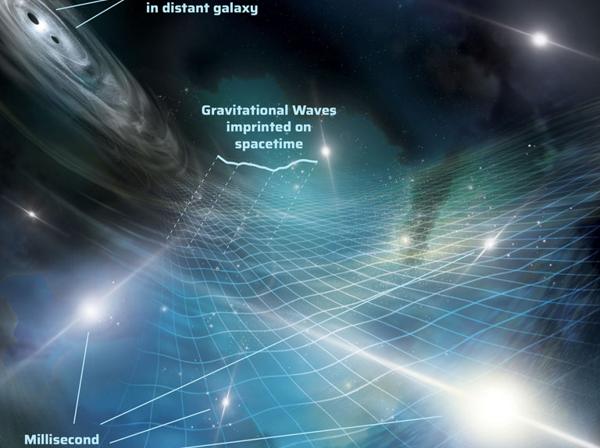 in distant galaxy
Gravitational Waves
imprinted on
spacetime
Millisecond